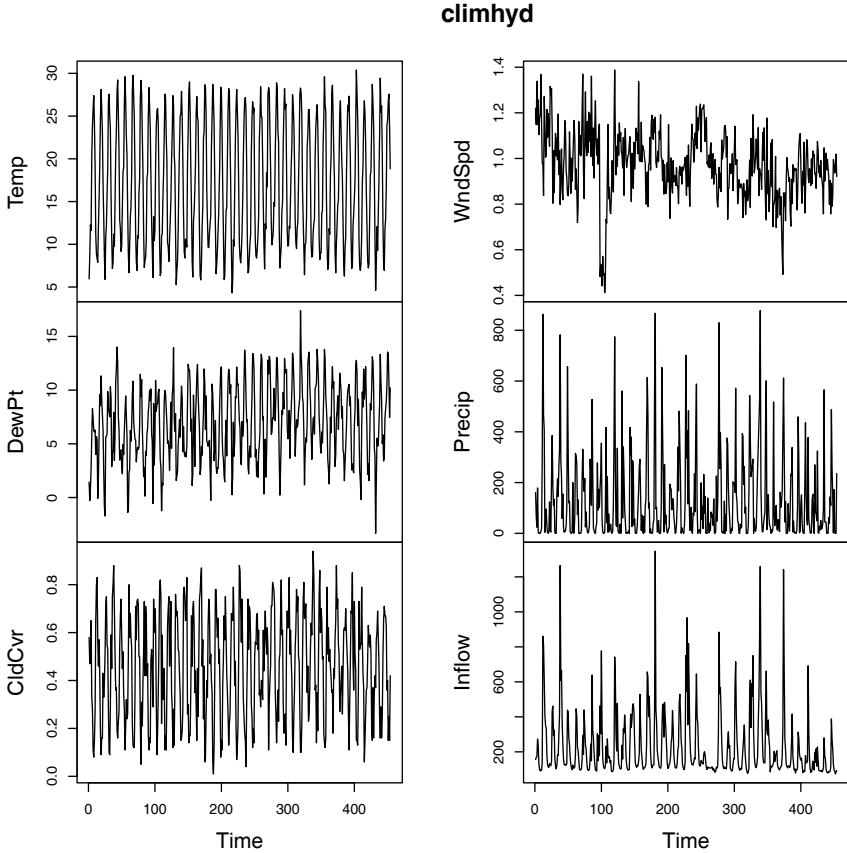 climhyd
Temp
5 10 15 20 25 30
DewPt
0 5 10 15
CldCvr
0.0 0.2 0.4 0.6 0.8
0 100 200 300 400
Time
WndSpd
0.4 0.6 0.8 1.0 1.2 1.4
Precip
0 200 400 600 800
Inflow
200 600 1000
0 100 200 300 400
Time